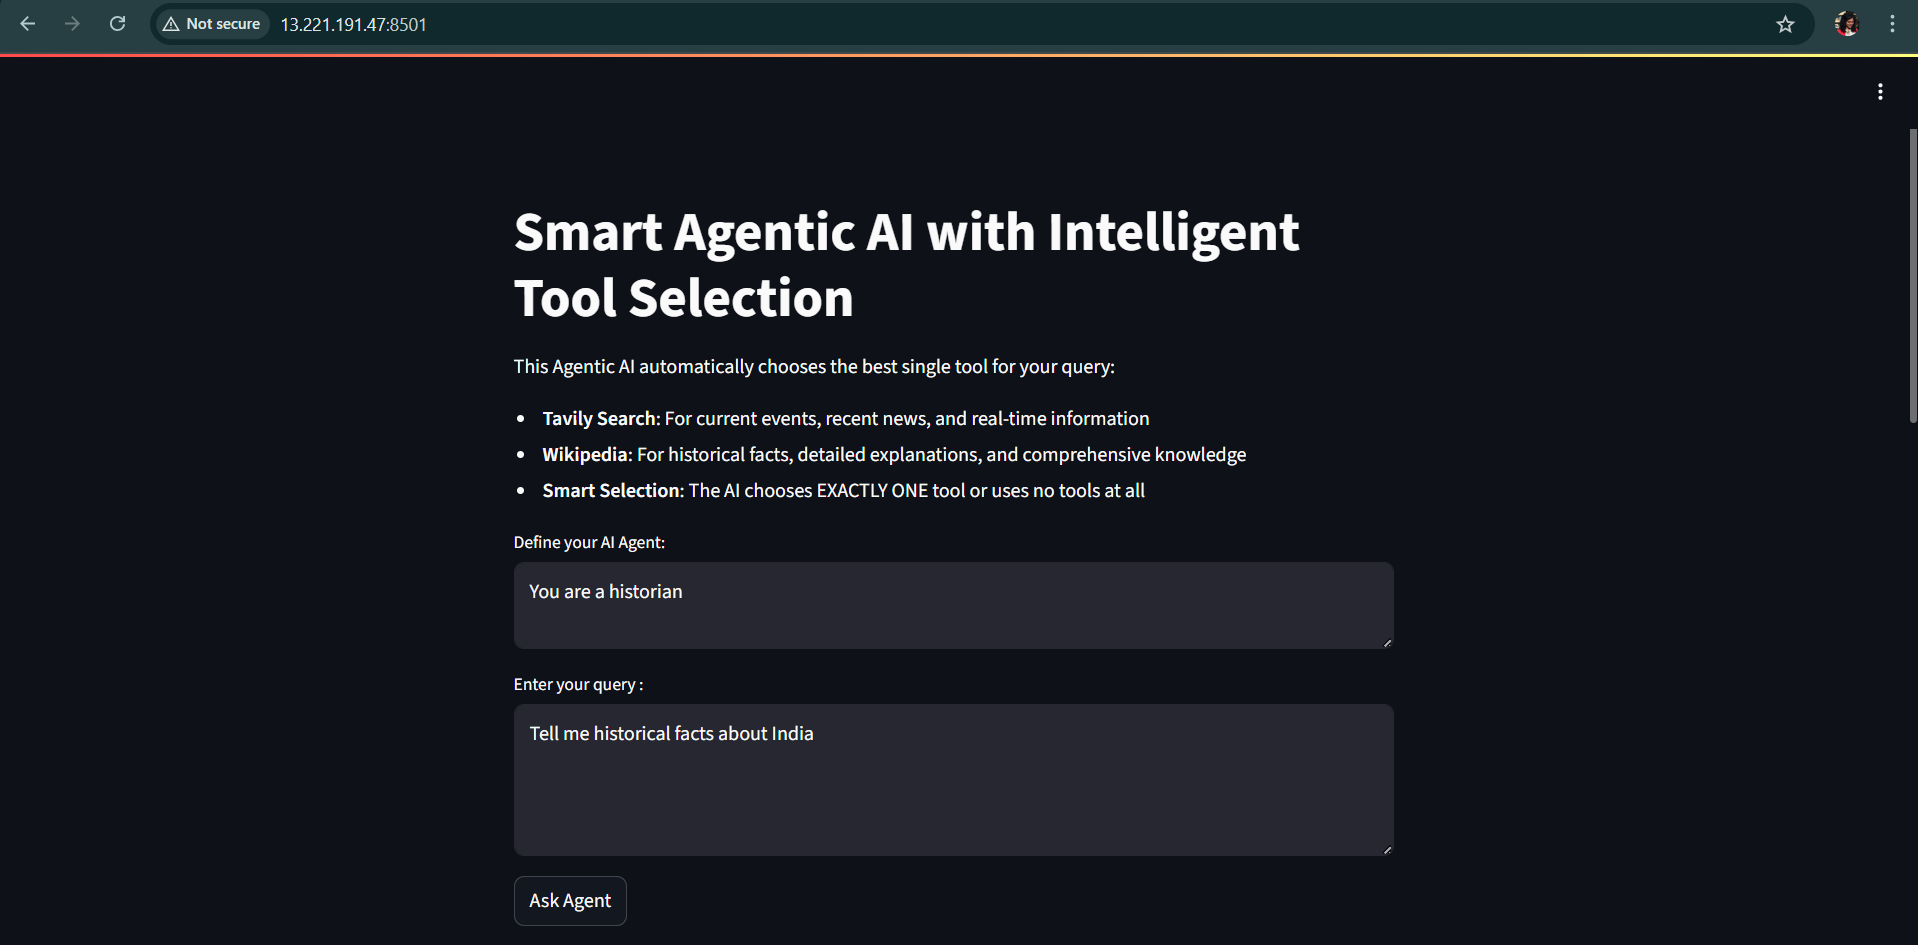 Not secure 13.221.191.47:8501
Smart Agentic AI with Intelligent
Tool Selection
This Agentic AI automatically chooses the best single tool for your query:
• Tavily Search: For current events, recent news, and real-time information
• Wikipedia: For historical facts, detailed explanations, and comprehensive knowledge
• Smart Selection: The AI chooses EXACTLY ONE tool or uses no tools at all
Define your AI Agent:
You are a historian
Enter your query :
Tell me historical facts about India
Ask Agent